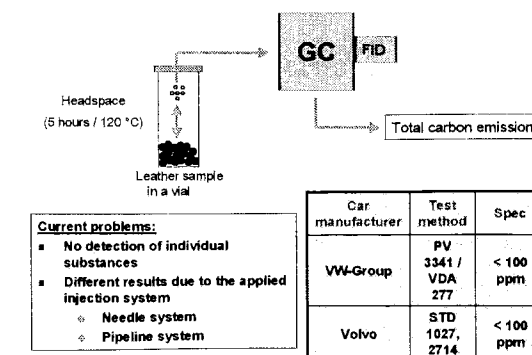 GC
FID
Headspace
(5 hours / 120 °C)
Total carbon emission
Leather sample
in a vial
Current problems:
▪ No detection of individual
substances
▪ Different results due to the applied
injection system
◇ Needle system
◇ Pipeline system
Car manufacturer Test method Spec
VW-Group PV 3341 / VDA 277 < 100 ppm
Volvo STD 1027, 2714 < 100 ppm